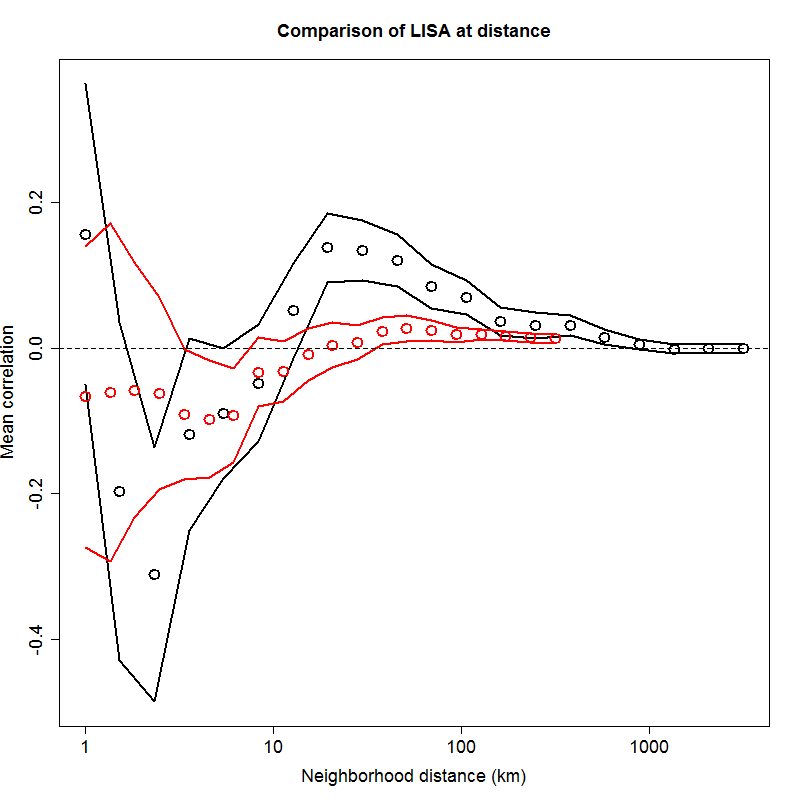 Comparison of LISA at distance
Mean correlation
0.2
0.0
-0.2
-0.4
1 10 100 1000
Neighborhood distance (km)